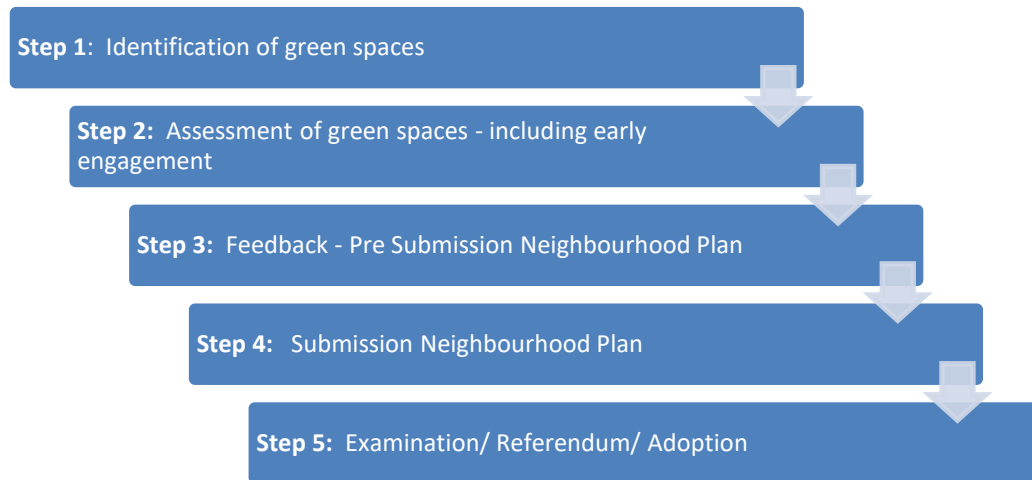 Step 1:  Identification of green spaces
Step 2:  Assessment of green spaces - including early
engagement
Step 3:  Feedback - Pre Submission Neighbourhood Plan
Step 4:   Submission Neighbourhood Plan
Step 5:  Examination/ Referendum/ Adoption